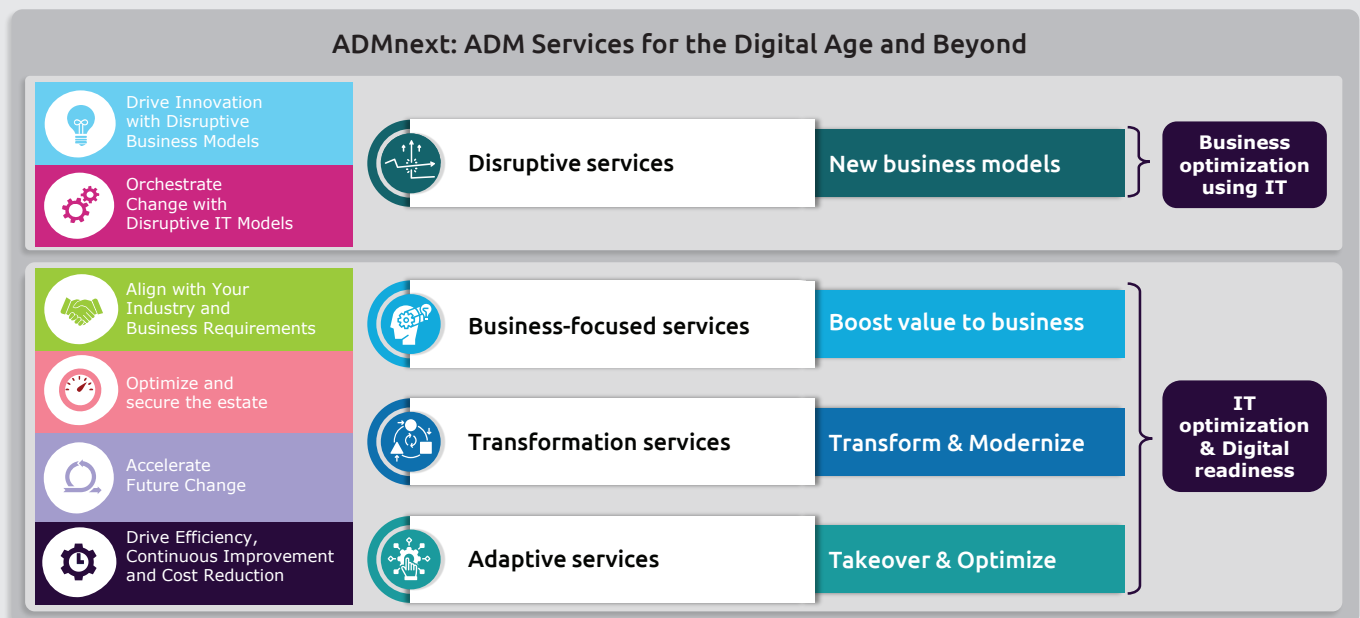 ADMnext: ADM Services for the Digital Age and Beyond
Drive Innovation
with Disruptive
Business Models
Orchestrate
Change with
Disruptive IT Models
Disruptive services
New business models
Business
optimization
using IT
Align with Your
Industry and
Business Requirements
Optimize and
secure the estate
Accelerate
Future Change
Drive Efficiency,
Continuous Improvement
and Cost Reduction
Business-focused services
Boost value to business
Transformation services
Transform & Modernize
Adaptive services
Takeover & Optimize
IT
optimization
& Digital
readiness